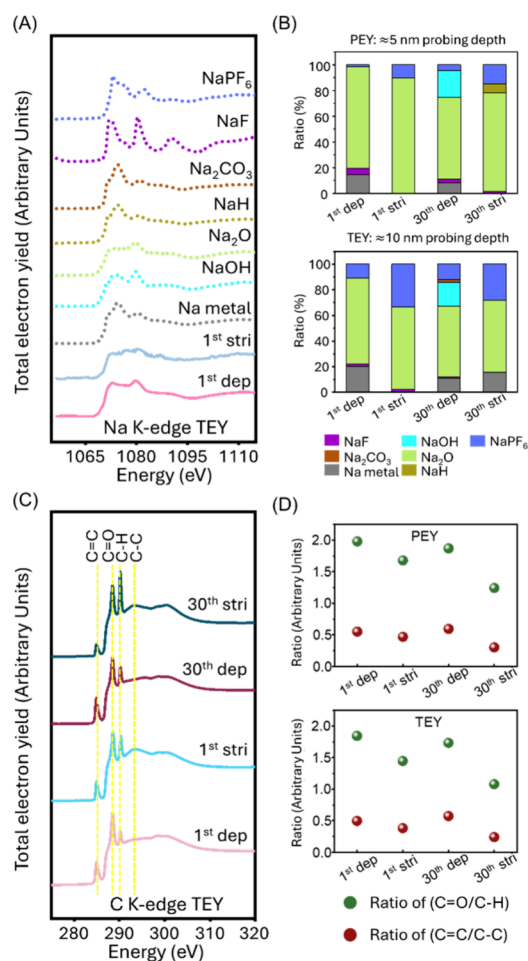 (A)
Total electron yield (Arbitrary Units)
NaPF6
NaF
Na2CO3
NaH
Na2O
NaOH
Na metal
1st stri
1st dep
Na K-edge TEY
1065 1080 1095 1110
Energy (eV)
(B)
PEY: ≈5 nm probing depth
Ratio (%)
100
80
60
40
20
0
1st dep 1st stri 30th dep 30th stri
TEY: ≈10 nm probing depth
Ratio (%)
100
80
60
40
20
0
1st dep 1st stri 30th dep 30th stri
NaF NaOH NaPF6
Na2CO3 Na2O
Na metal NaH
(C)
Total electron yield (Arbitrary Units)
C=C
C=O
C-H
C-C
30th stri
30th dep
1st stri
1st dep
C K-edge TEY
280 290 300 310 320
Energy (eV)
(D)
PEY
Ratio (Arbitrary Units)
2.0
1.5
1.0
0.5
0.0
1st dep 1st stri 30th dep 30th stri
TEY
Ratio (Arbitrary Units)
2.0
1.5
1.0
0.5
0.0
1st dep 1st stri 30th dep 30th stri
Ratio of (C=O/C-H)
Ratio of (C=C/C-C)